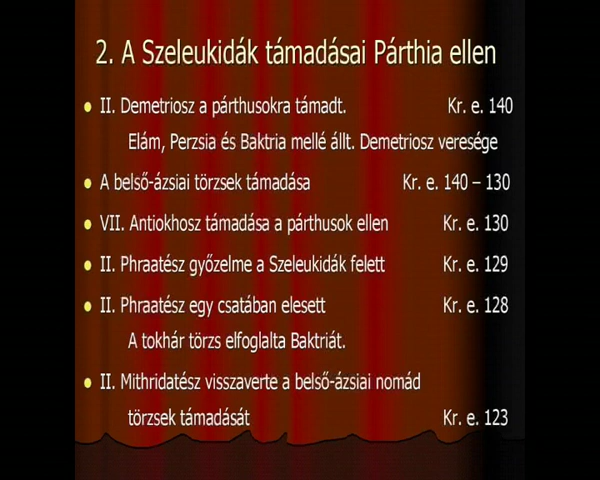 2. A Szeleukidák támadásai Párthia ellen
II. Demetriosz a párthusokra támadt. Kr. e. 140
Elám, Perzsia és Baktria mellé állt. Demetriosz veresége
A belső-ázsiai törzsek támadása Kr. e. 140 – 130
VII. Antiokhosz támadása a párthusok ellen Kr. e. 130
II. Phraatész győzelme a Szeleukidák felett Kr. e. 129
II. Phraatész egy csatában elesett Kr. e. 128
A tokhár törzs elfoglalta Baktriát.
II. Mithridatész visszaverte a belső-ázsiai nomád
törzsek támadását Kr. e. 123